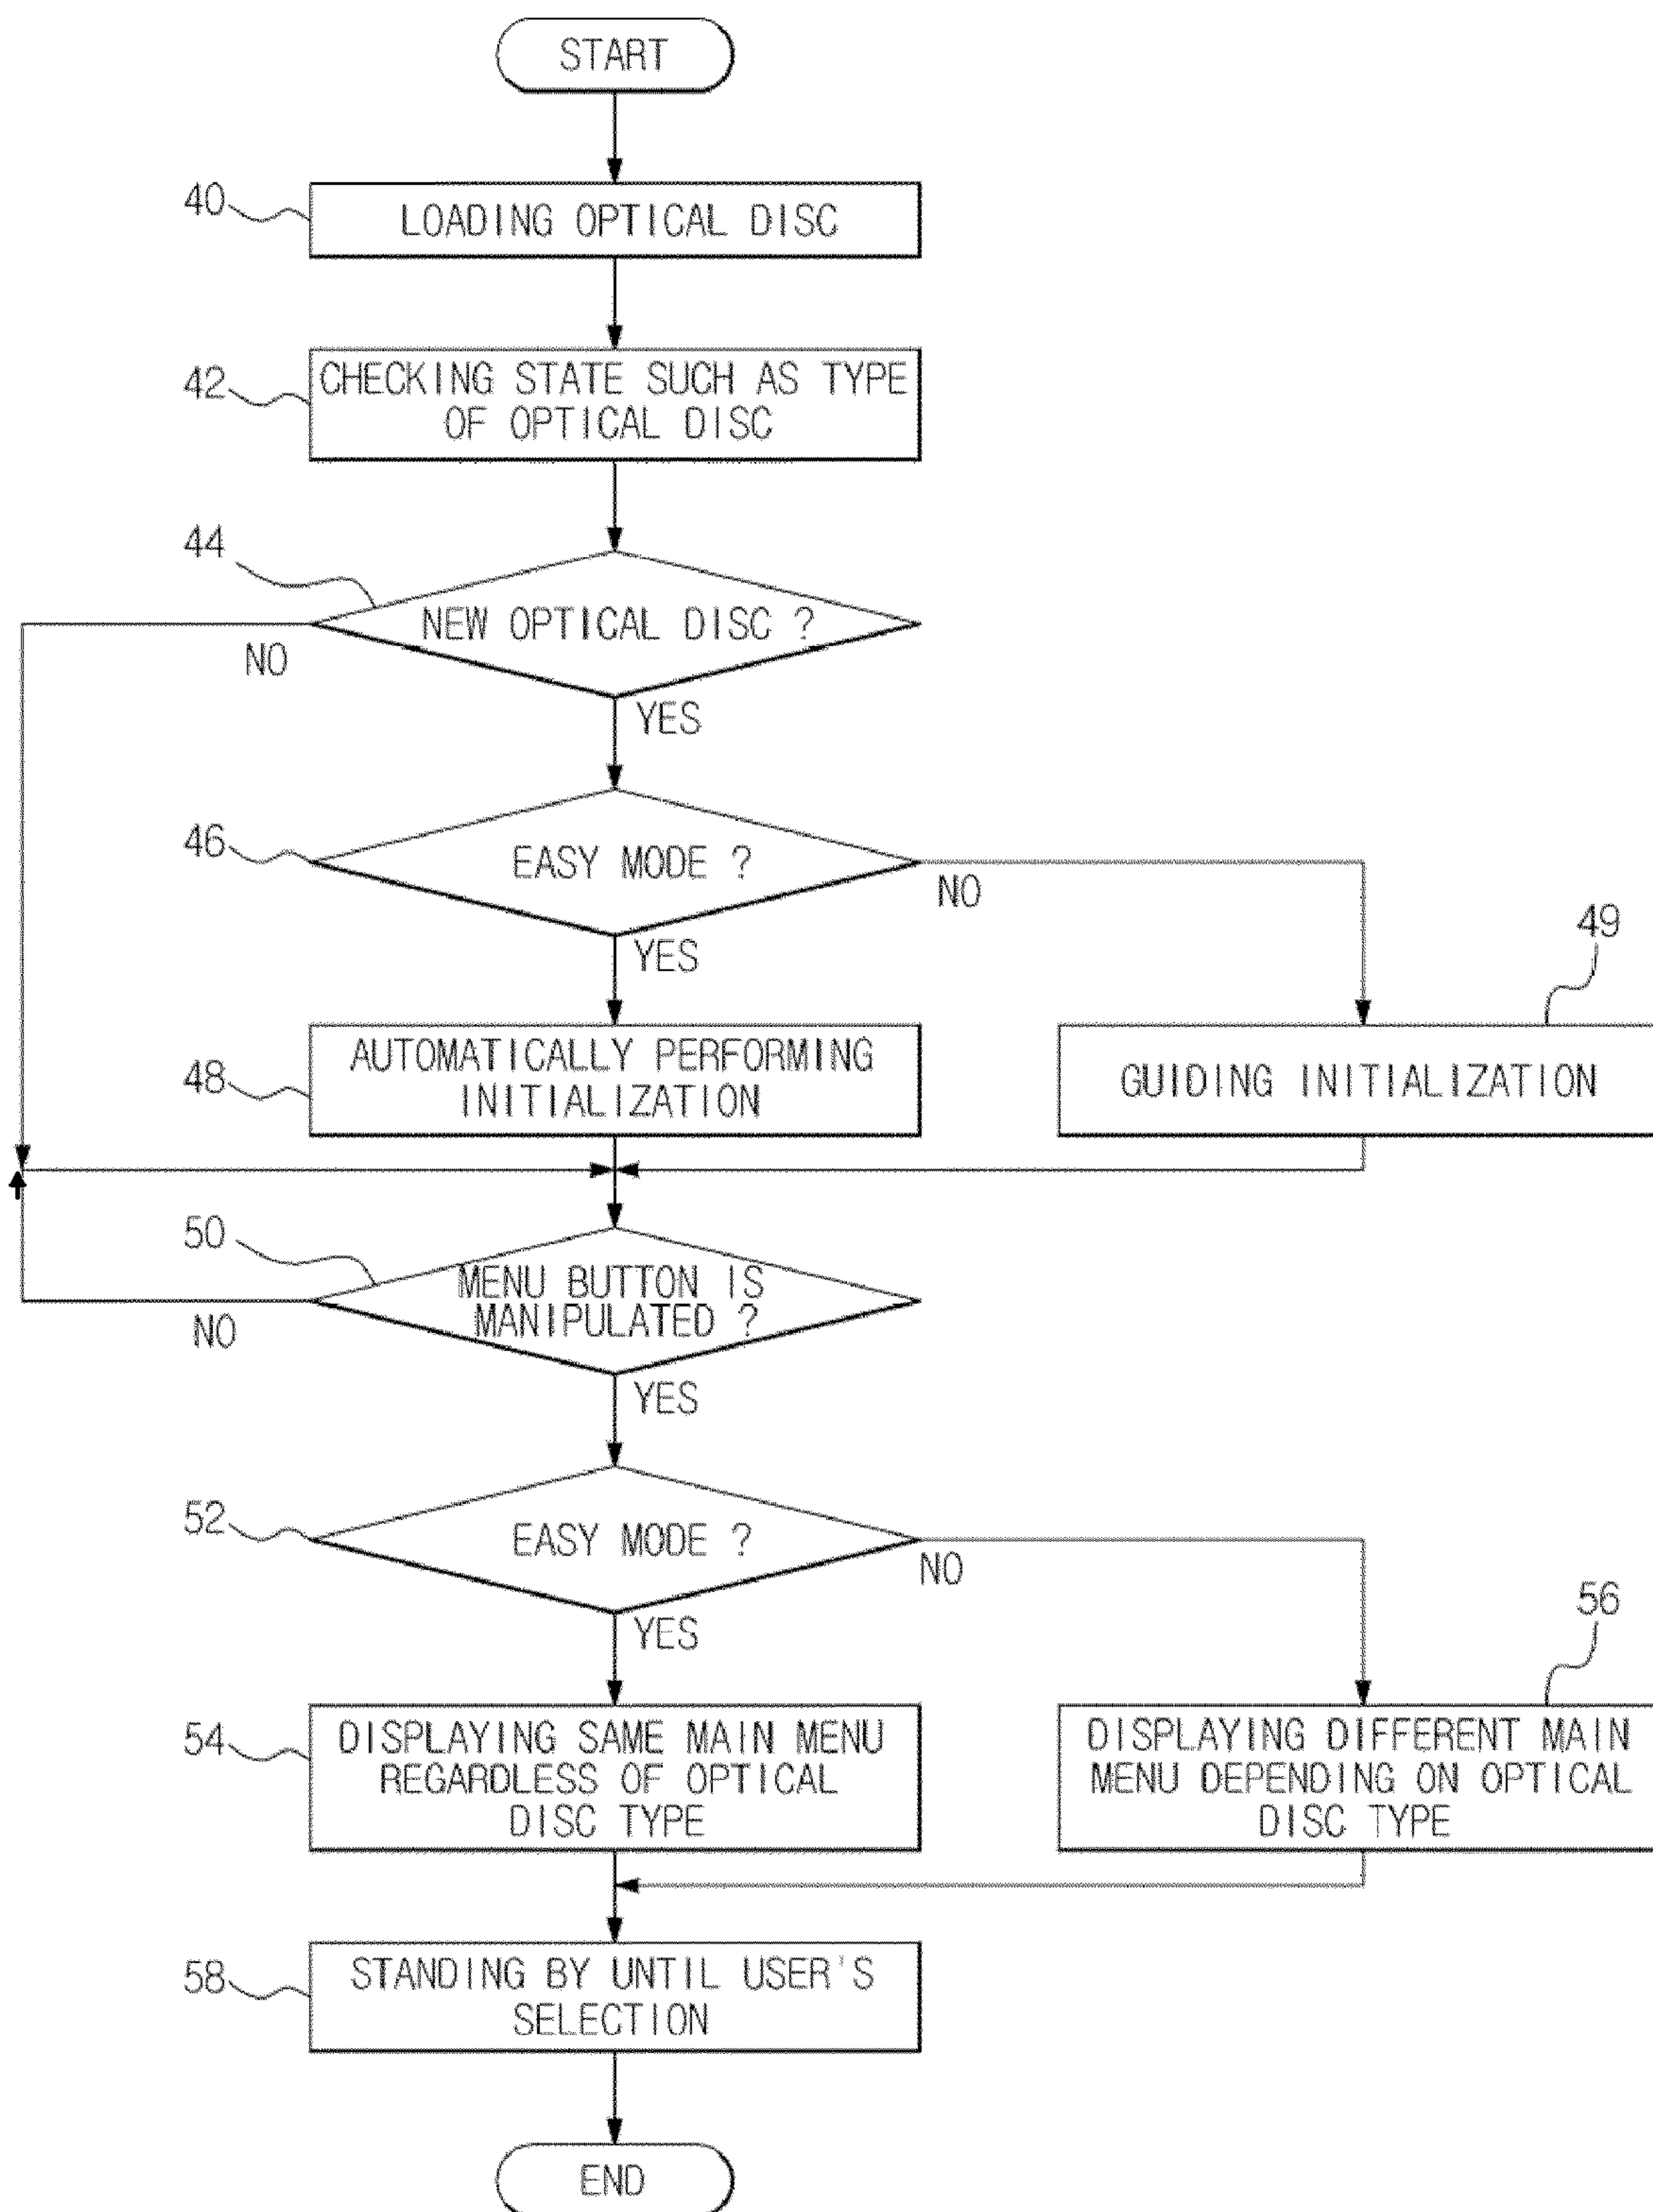 START
40
LOADING OPTICAL DISC
42
CHECKING STATE SUCH AS TYPE
OF OPTICAL DISC
44
NEW OPTICAL DISC ?
NO
YES
46
EASY MODE ?
NO
YES
49
48
AUTOMATICALLY PERFORMING
INITIALIZATION
GUIDING INITIALIZATION
50
MENU BUTTON IS
MANIPULATED ?
NO
YES
52
EASY MODE ?
NO
YES
56
54
DISPLAYING SAME MAIN MENU
REGARDLESS OF OPTICAL
DISC TYPE
DISPLAYING DIFFERENT MAIN
MENU DEPENDING ON OPTICAL
DISC TYPE
58
STANDING BY UNTIL USER'S
SELECTION
END